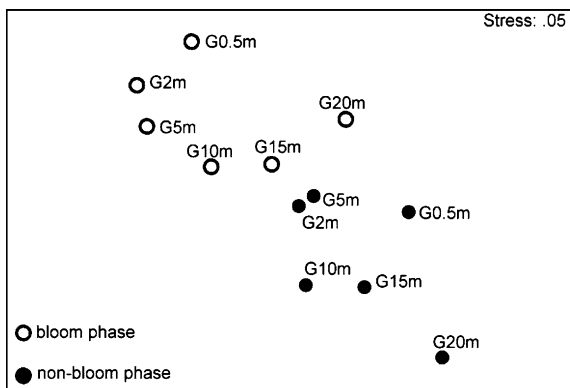 Stress: .05
G0.5m
G2m
G20m
G5m
G10m
G15m
G5m
G2m
G0.5m
G10m
G15m
bloom phase
G20m
non-bloom phase